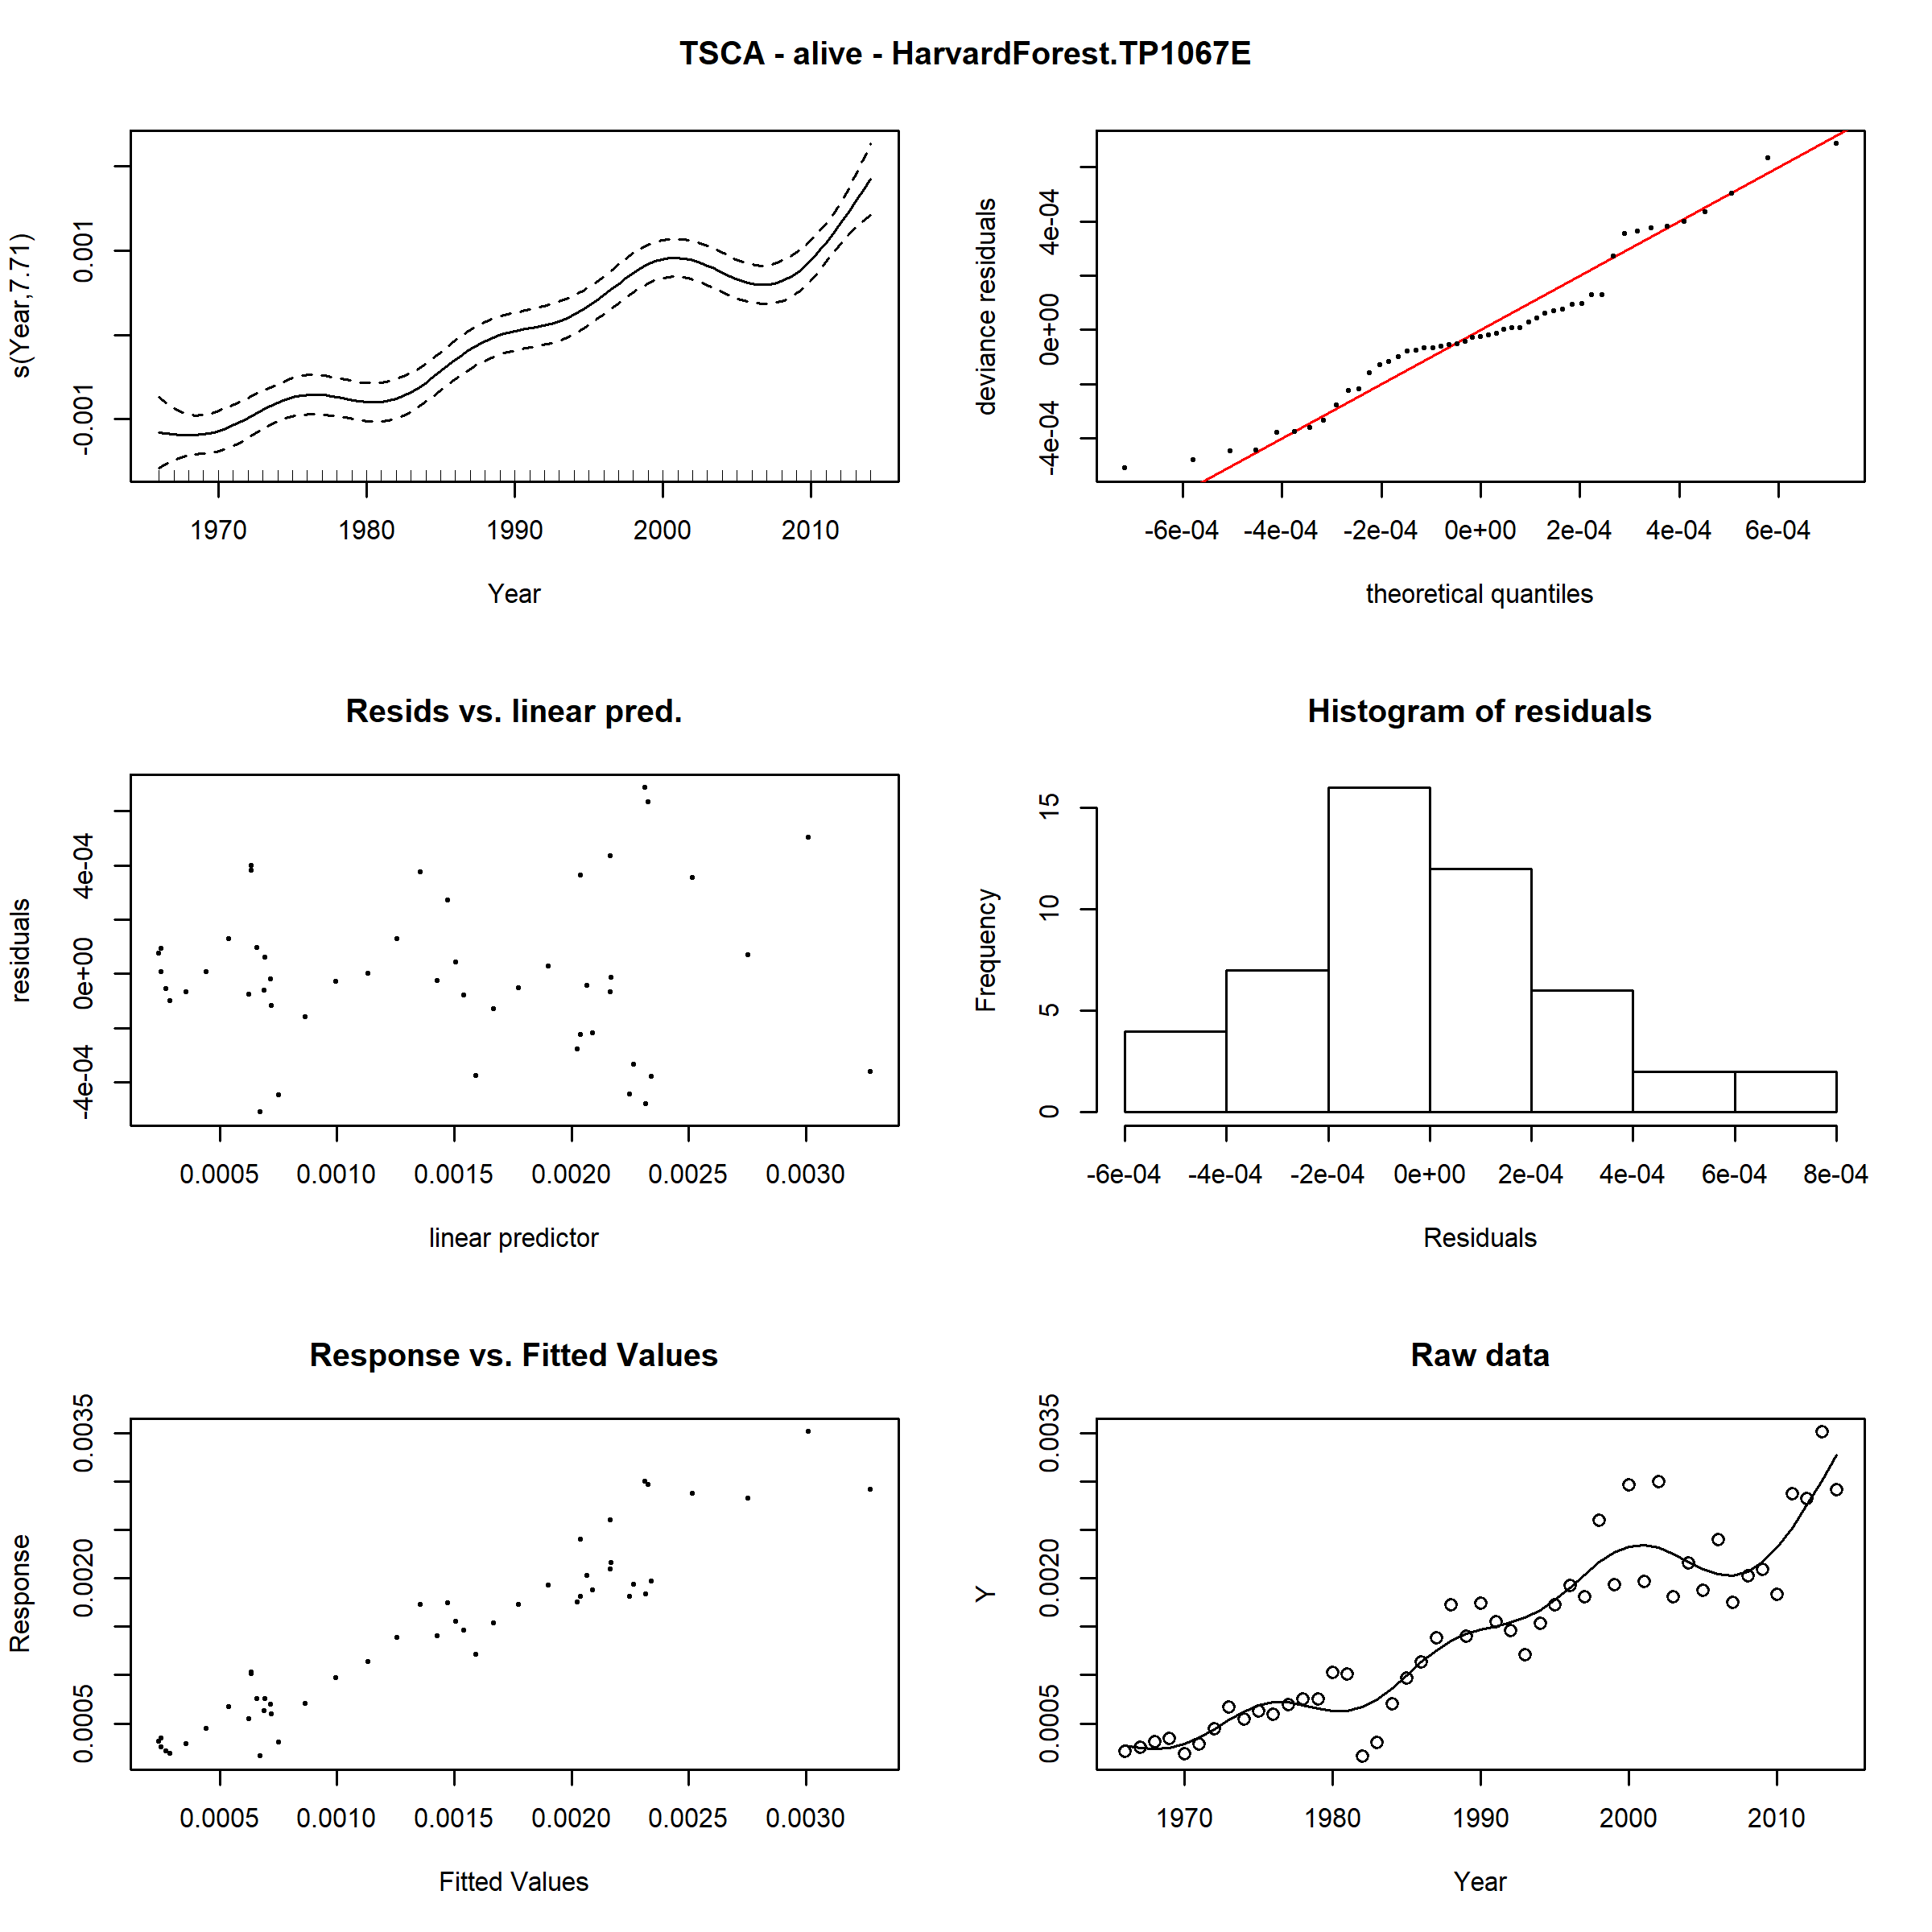 TSCA - alive - HarvardForest.TP1067E
s(Year,7.71)
-0.001 0.001
1970 1980 1990 2000 2010
Year
deviance residuals
-4e-04 0e+00 4e-04
-6e-04 -4e-04 -2e-04 0e+00 2e-04 4e-04 6e-04
theoretical quantiles
Resids vs. linear pred.
residuals
-4e-04 0e+00 4e-04
0.0005 0.0010 0.0015 0.0020 0.0025 0.0030
linear predictor
Histogram of residuals
Frequency
0 5 10 15
-6e-04 -4e-04 -2e-04 0e+00 2e-04 4e-04 6e-04 8e-04
Residuals
Response vs. Fitted Values
Response
0.0005 0.0020 0.0035
0.0005 0.0010 0.0015 0.0020 0.0025 0.0030
Fitted Values
Raw data
Y
0.0005 0.0020 0.0035
1970 1980 1990 2000 2010
Year